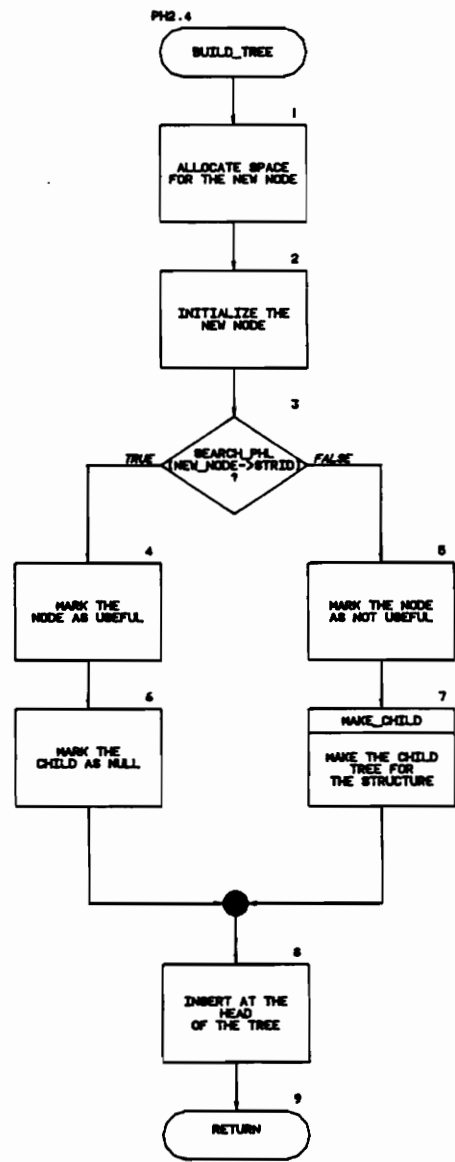 PH2.4
BUILD_TREE
1
ALLOCATE SPACE
FOR THE NEW NODE
2
INITIALIZE THE
NEW NODE
3
SEARCH_PHL
(NEW_NODE->STRID)
?
TRUE
FALSE
4
MARK THE
NODE AS USEFUL
5
MARK THE NODE
AS NOT USEFUL
6
MARK THE
CHILD AS NULL
7
MAKE_CHILD
MAKE THE CHILD
TREE FOR
THE STRUCTURE
8
INSERT AT THE
HEAD
OF THE TREE
9
RETURN